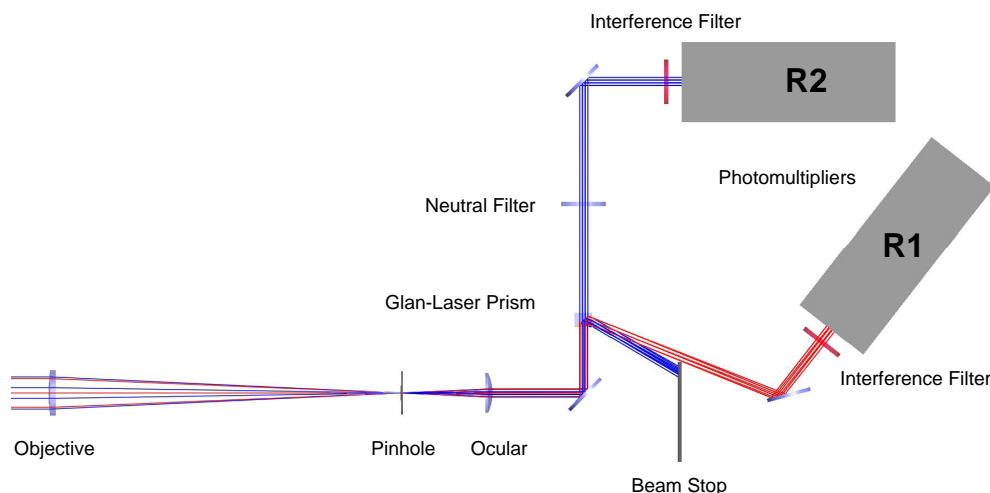 Interference Filter
R2
Photomultipliers
Neutral Filter
R1
Glan-Laser Prism
Interference Filter
Objective
Pinhole
Ocular
Beam Stop